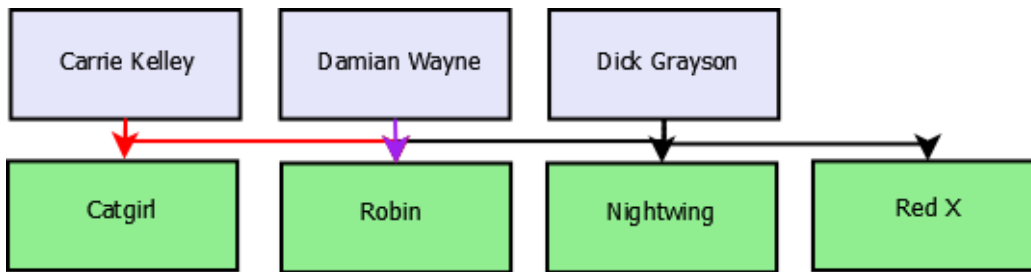 Carrie Kelley
Damian Wayne
Dick Grayson
Catgirl
Robin
Nightwing
Red X